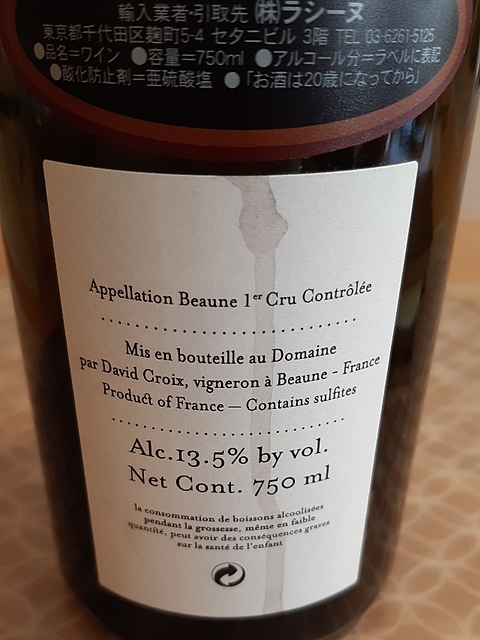 輸入業者・引取先 ㈱ラシーヌ
東京都千代田区麹町5-4 セタニビル 3階 TEL 03-6261-5125
●品名=ワイン ●容量=750ml ●アルコール分=ラベルに表記
●酸化防止剤=亜硫酸塩 ● ●「お酒は20歳になってから」
Appellation Beaune 1er Cru Contrôlée
Mis en bouteille au Domaine
par David Croix, vigneron à Beaune - France
Product of France — Contains sulfites
Alc.13.5% by vol.
Net Cont. 750 ml
la consommation de boissons alcoolisées
pendant la grossesse, même en faible
quantité, peut avoir des conséquences graves
sur la santé de l'enfant